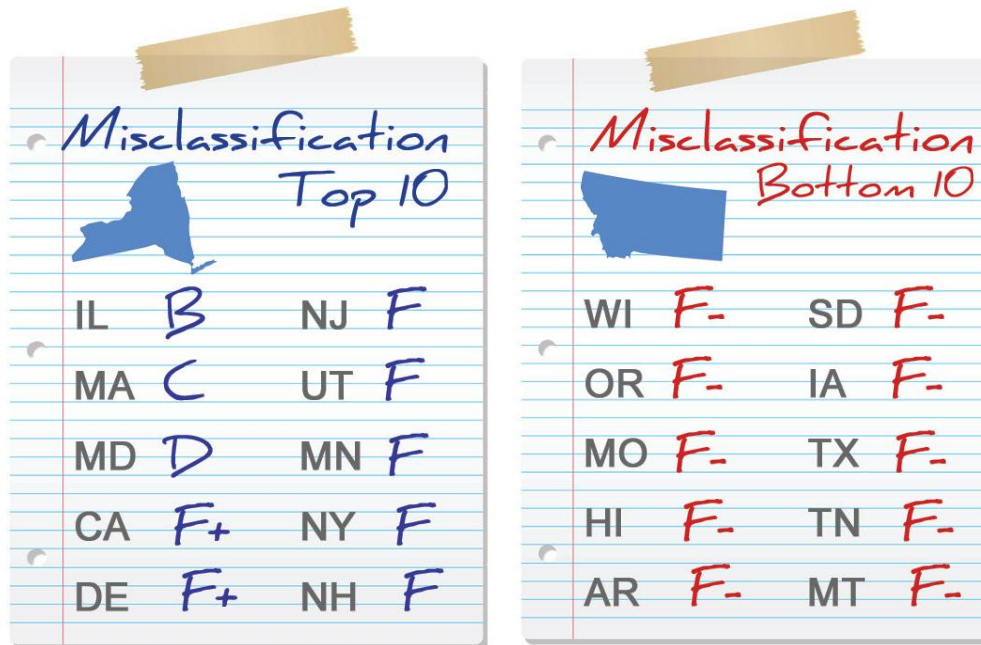 Misclassification
Top 10
IL B NJ F
MA C UT F
MD D MN F
CA F+ NY F
DE F+ NH F
Misclassification
Bottom 10
WI F- SD F-
OR F- IA F-
MO F- TX F-
HI F- TN F-
AR F- MT F-